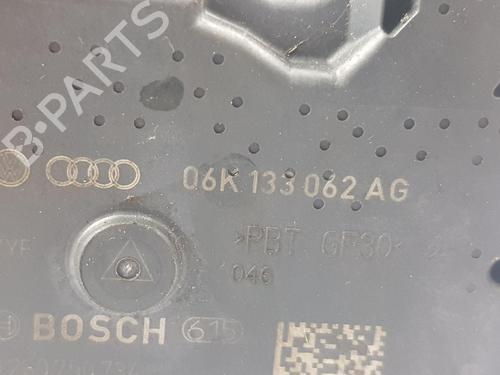 B-PARTS
06K 133 062 AG
>PBT GF30<
046
BOSCH 615